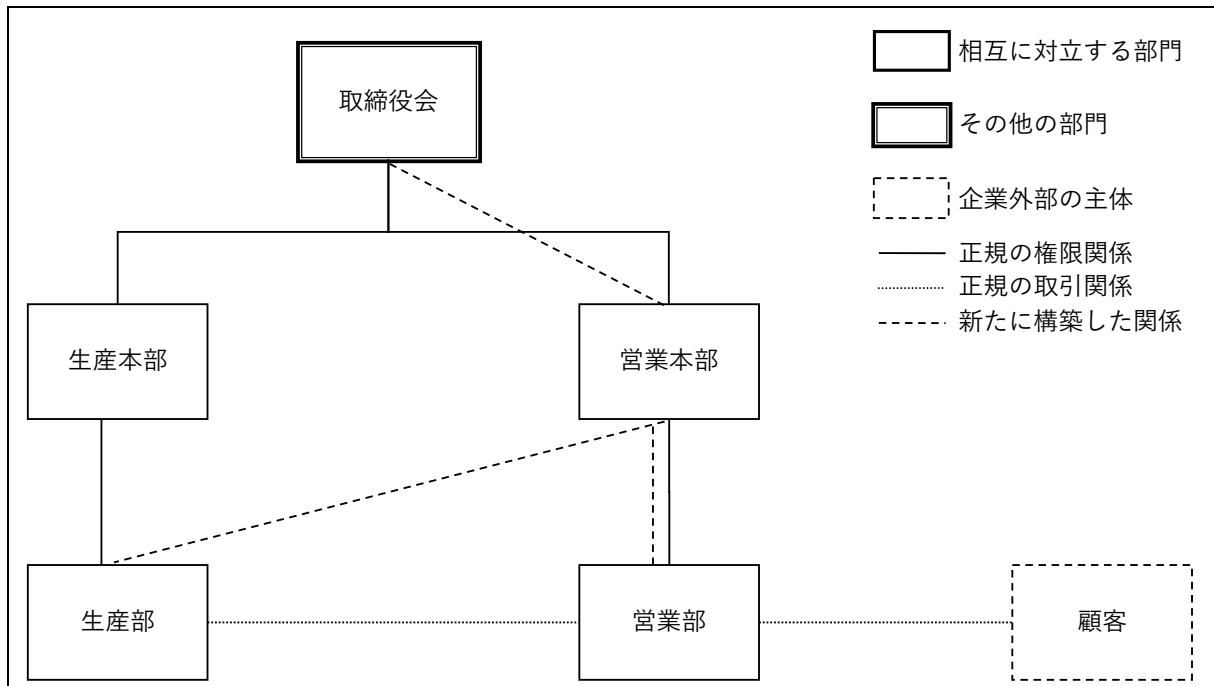 取締役会
相互に対立する部門
その他の部門
企業外部の主体
正規の権限関係
正規の取引関係
新たに構築した関係
生産本部
営業本部
生産部
営業部
顧客